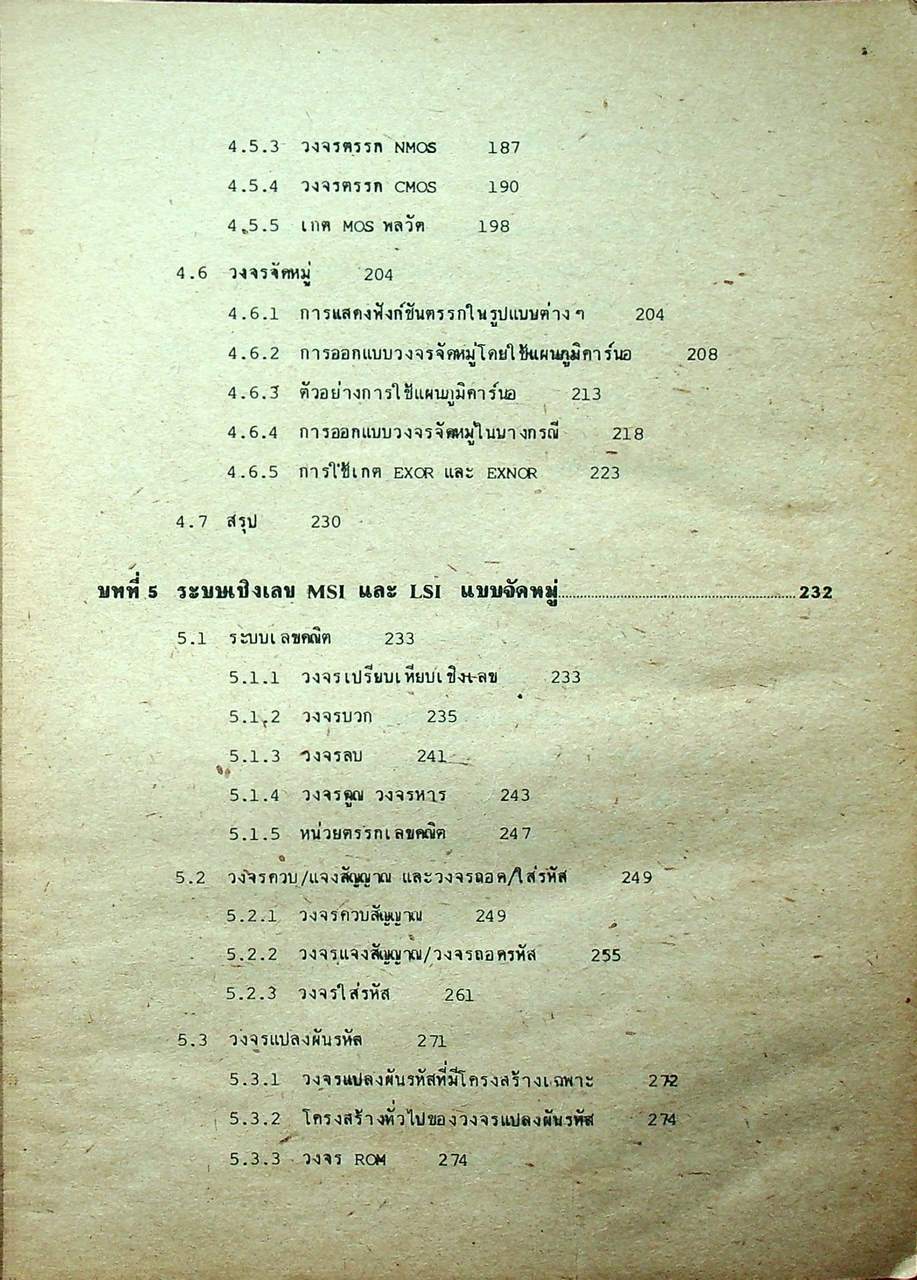 4.5.3 วงจรตรรก NMOS 187
4.5.4 วงจรตรรก CMOS 190
4.5.5 เกต MOS พลวัต 198
4.6 วงจรจัดหมู่ 204
4.6.1 การแสดงฟังก์ชันตรรกในรูปแบบต่าง ๆ 204
4.6.2 การออกแบบวงจรจัดหมู่โดยใช้แผนภูมิคาร์นอ 208
4.6.3 ตัวอย่างการใช้แผนภูมิคาร์นอ 213
4.6.4 การออกแบบวงจรจัดหมู่ในบางกรณี 218
4.6.5 การใช้เกต EXOR และ EXNOR 223
4.7 สรุป 230
บทที่ 5 ระบบเชิงเลข MSI และ LSI แบบจัดหมู่ 232
5.1 ระบบเลขคณิต 233
5.1.1 วงจรเปรียบเทียบเชิงเลข 233
5.1.2 วงจรบวก 235
5.1.3 วงจรลบ 241
5.1.4 วงจรคูณ วงจรหาร 243
5.1.5 หน่วยตรรกเลขคณิต 247
5.2 วงจรควบ/แจงสัญญาณ และวงจรถอด/ใส่รหัส 249
5.2.1 วงจรควบสัญญาณ 249
5.2.2 วงจรแจงสัญญาณ/วงจรถอดรหัส 255
5.2.3 วงจรใส่รหัส 261
5.3 วงจรแปลงผันรหัส 271
5.3.1 วงจรแปลงผันรหัสที่มีโครงสร้างเฉพาะ 272
5.3.2 โครงสร้างทั่วไปของวงจรแปลงผันรหัส 274
5.3.3 วงจร ROM 274